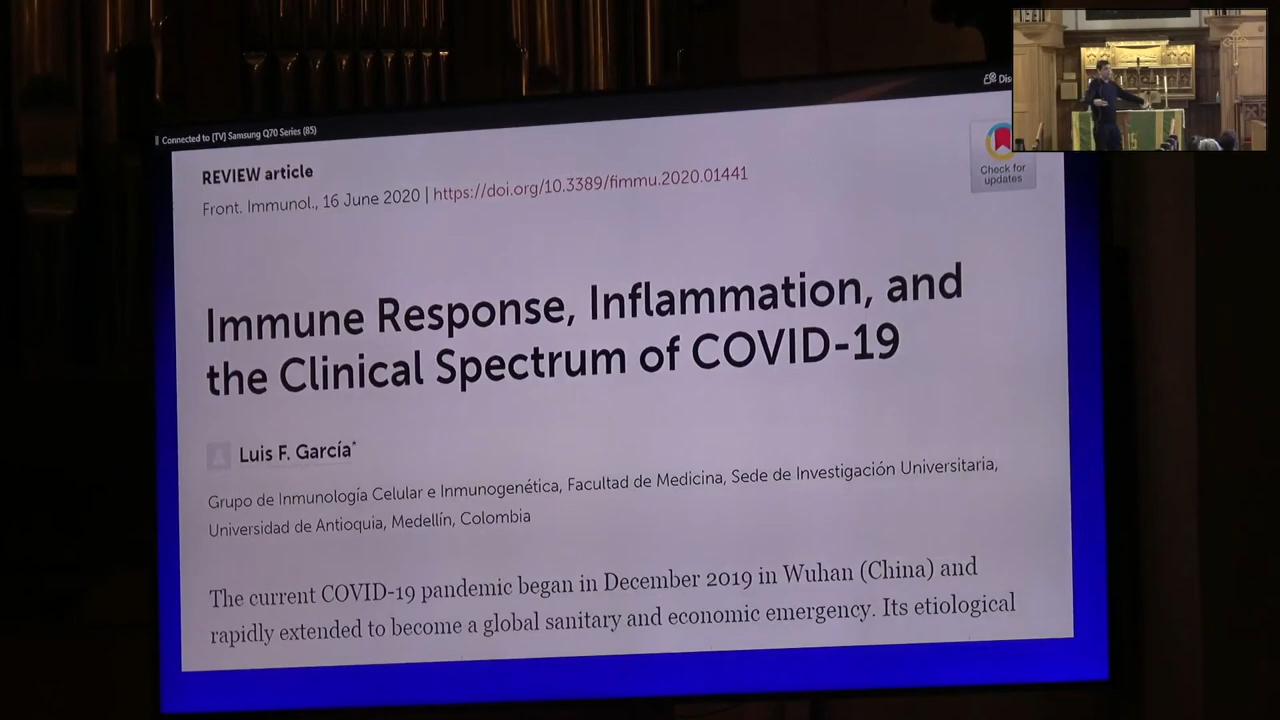 Connected to [TV] Samsung Q70 Series (85)
REVIEW article
Front. Immunol., 16 June 2020 | https://doi.org/10.3389/fimmu.2020.01441
Check for
updates
Immune Response, Inflammation, and
the Clinical Spectrum of COVID-19
Luis F. García*
Grupo de Inmunología Celular e Inmunogenética, Facultad de Medicina, Sede de Investigación Universitaria,
Universidad de Antioquia, Medellín, Colombia
The current COVID-19 pandemic began in December 2019 in Wuhan (China) and
rapidly extended to become a global sanitary and economic emergency. Its etiological